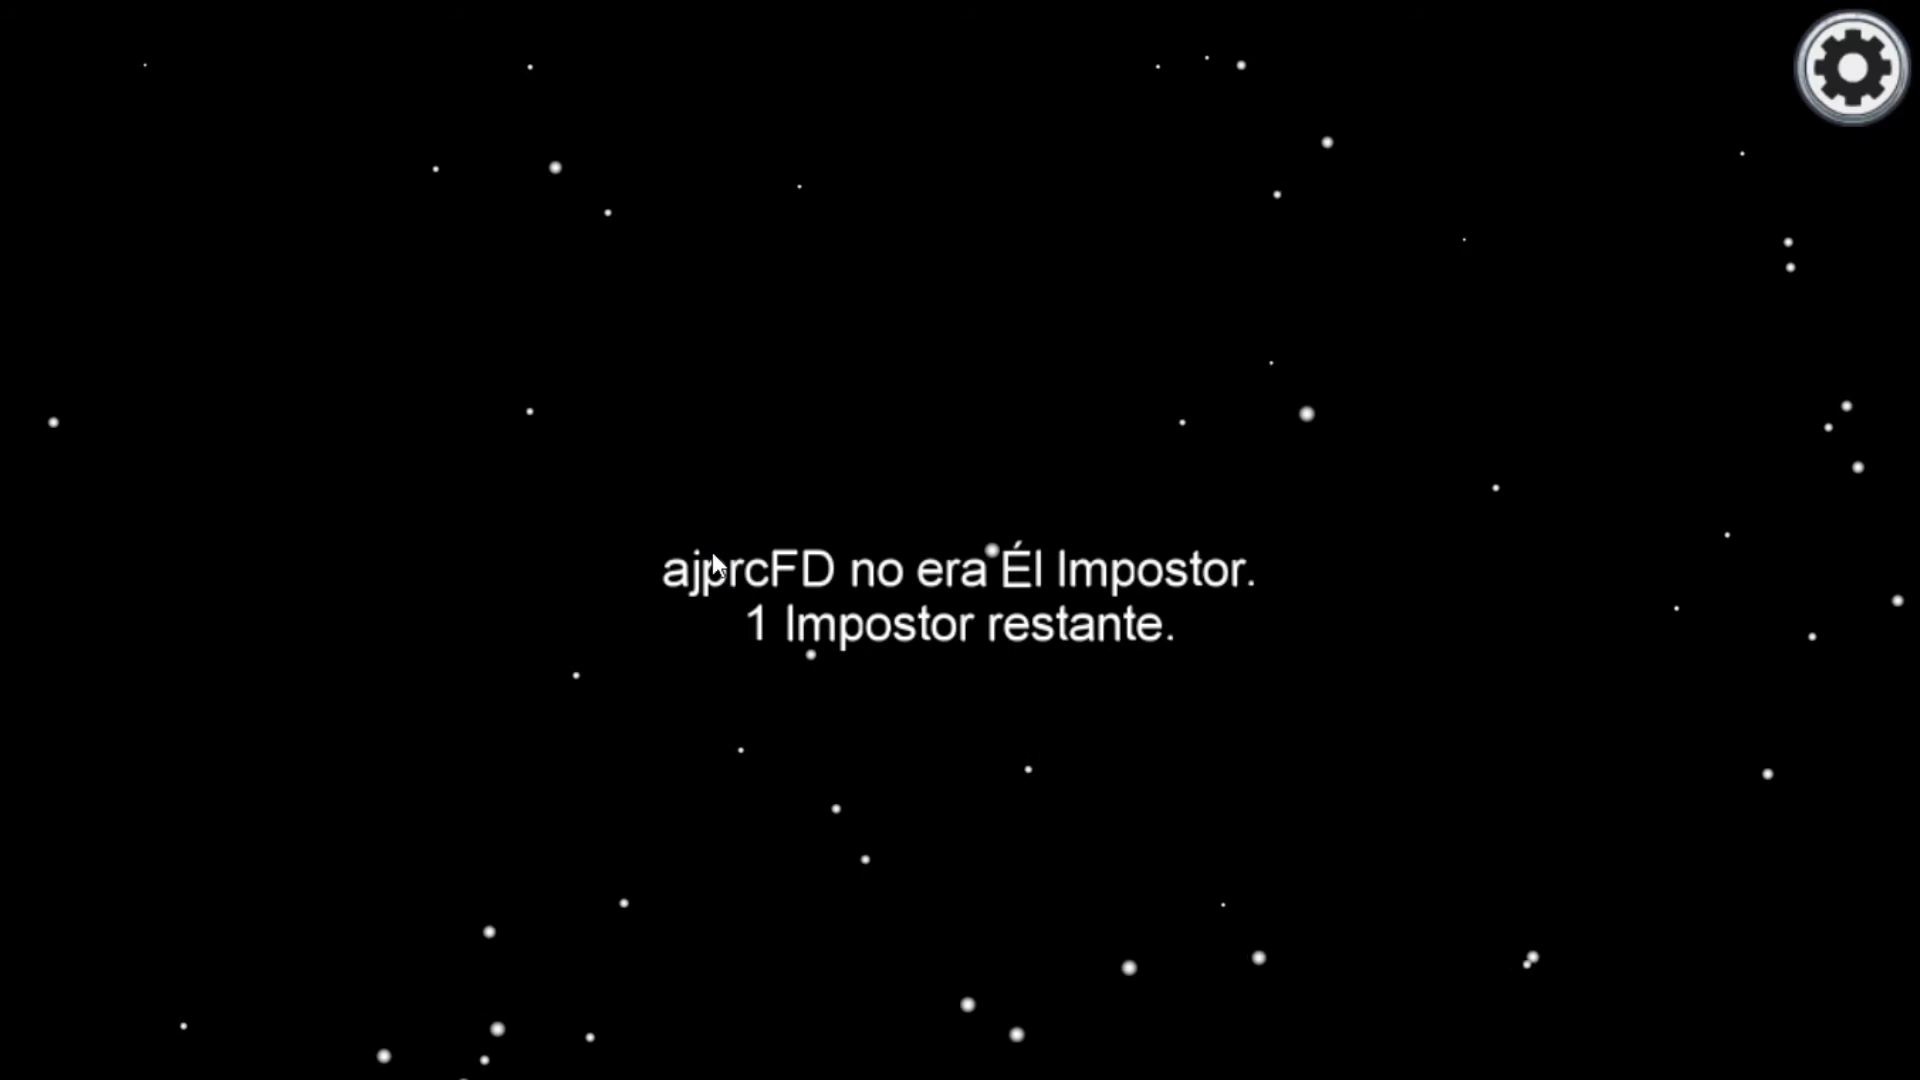 ajprcFD no era Él Impostor.
1 Impostor restante.